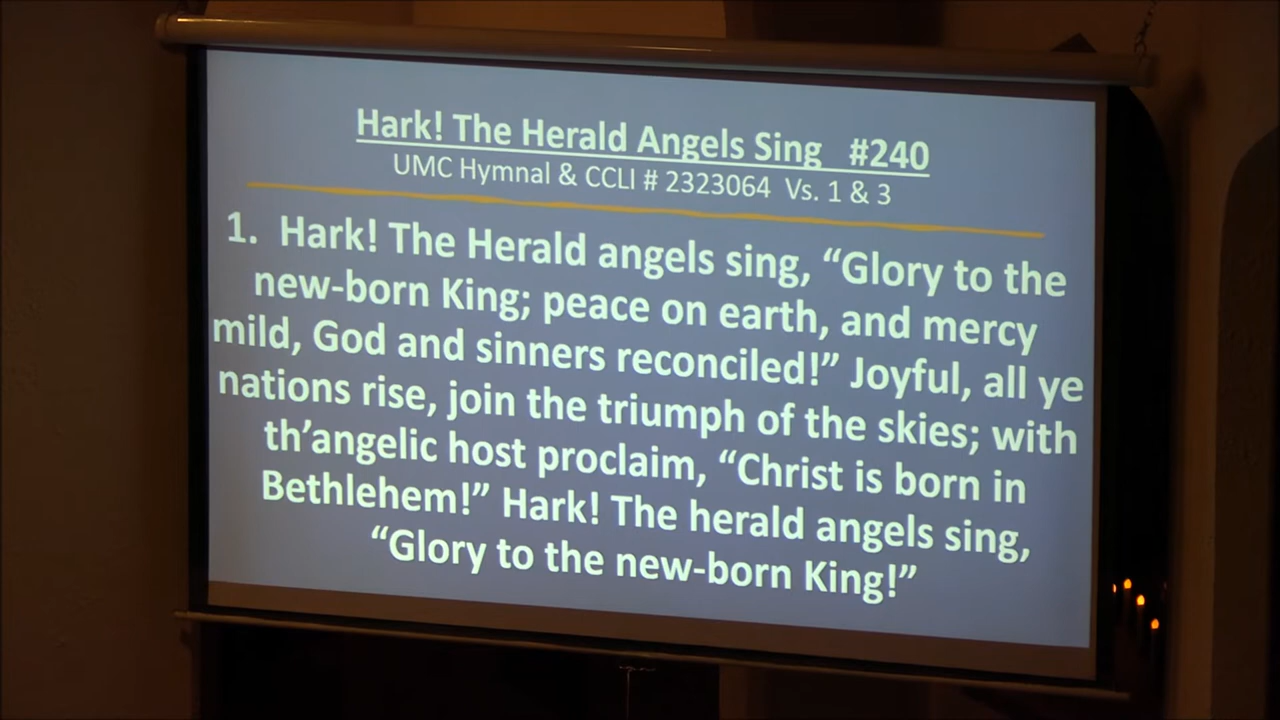 Hark! The Herald Angels Sing #240
UMC Hymnal & CCLI # 2323064 Vs. 1 & 3
1. Hark! The Herald angels sing, “Glory to the
new-born King; peace on earth, and mercy
mild, God and sinners reconciled!” Joyful, all ye
nations rise, join the triumph of the skies; with
th’angelic host proclaim, “Christ is born in
Bethlehem!” Hark! The herald angels sing,
“Glory to the new-born King!”